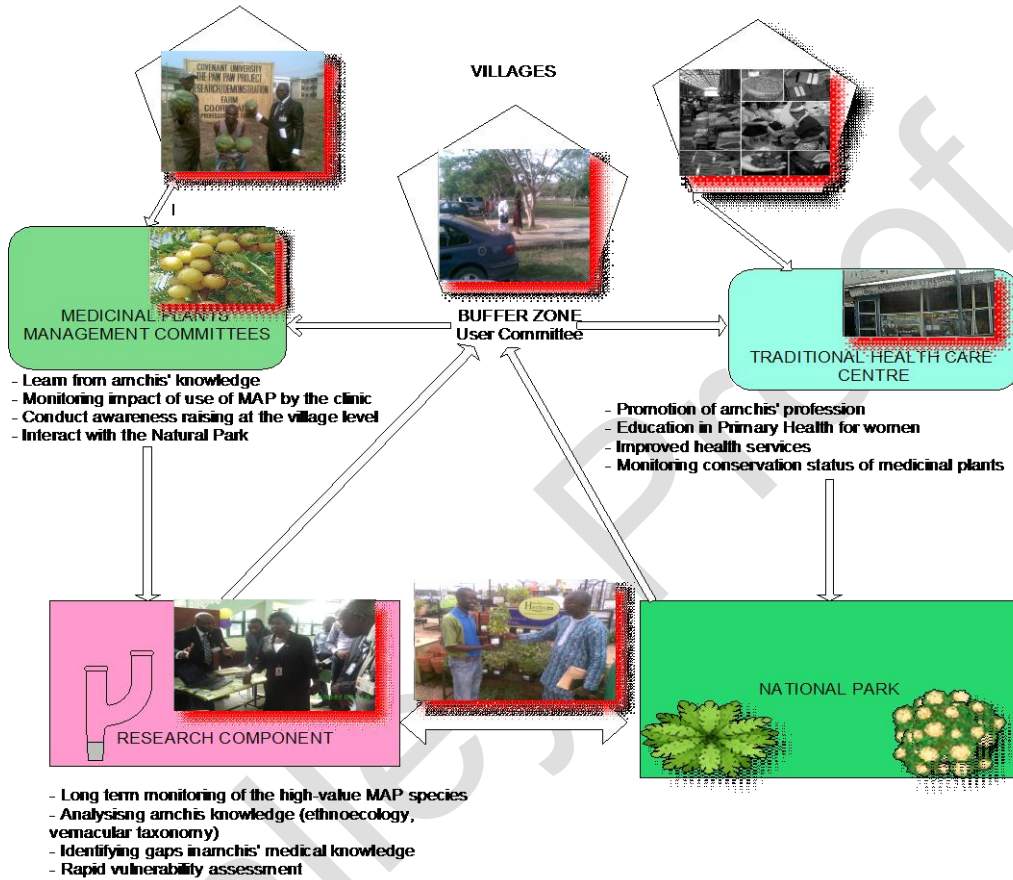 COVENANT UNIVERSITY
THE PAW PAW PROJECT
RESEARCH/DEMONSTRATION
FARM
VILLAGES
I
MEDICINAL PLANTS
MANAGEMENT COMMITTEES
BUFFER ZONE
User Committee
TRADITIONAL HEALTH CARE
CENTRE
- Learn from amchis' knowledge
- Monitoring impact of use of MAP by the clinic
- Conduct awareness raising at the village level
- Interact with the Natural Park
- Promotion of amchis' profession
- Education in Primary Health for women
- Improved health services
- Monitoring conservation status of medicinal plants
RESEARCH COMPONENT
NATIONAL PARK
- Long term monitoring of the high-value MAP species
- Analysisng amchis knowledge (ethnoecology,
vernacular taxonomy)
- Identifying gaps inamchis' medical knowledge
- Rapid vulnerability assessment
alley Proof